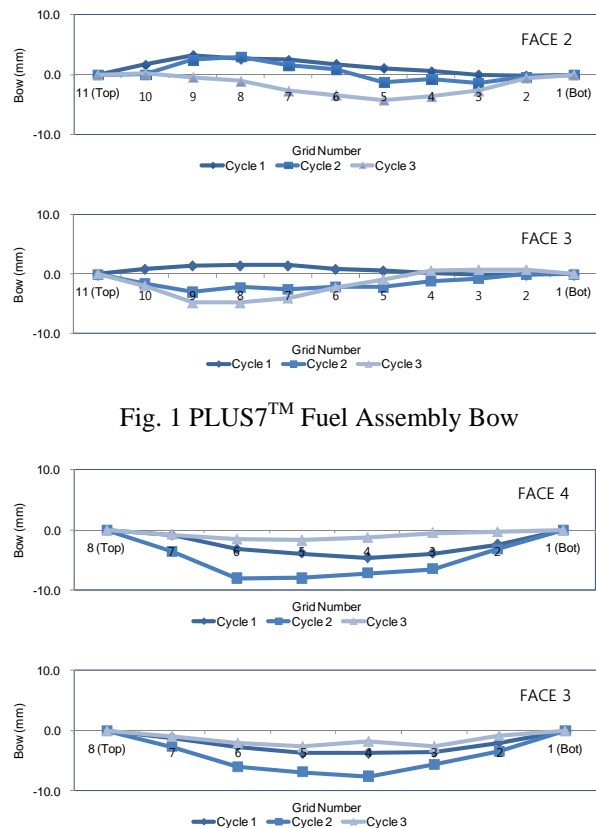 10.0
FACE 2
Bow (mm)
0.0
11 (Top) 10 9 8 7 6 5 4 3 2 1 (Bot)
-10.0
Grid Number
Cycle 1 Cycle 2 Cycle 3
10.0
FACE 3
Bow (mm)
0.0
11 (Top) 10 9 8 7 6 5 4 3 2 1 (Bot)
-10.0
Grid Number
Cycle 1 Cycle 2 Cycle 3
Fig. 1 PLUS7TM Fuel Assembly Bow
10.0
FACE 4
Bow (mm)
0.0
8 (Top) 7 6 5 4 3 2 1 (Bot)
-10.0
Grid Number
Cycle 1 Cycle 2 Cycle 3
10.0
FACE 3
Bow (mm)
0.0
8 (Top) 7 6 5 4 3 2 1 (Bot)
-10.0
Grid Number
Cycle 1 Cycle 2 Cycle 3